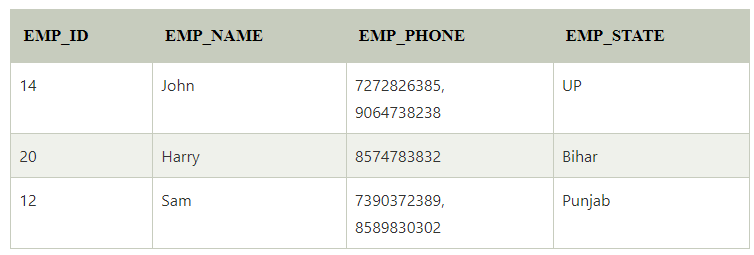 EMP_ID EMP_NAME EMP_PHONE EMP_STATE
14 John 7272826385, UP
9064738238
20 Harry 8574783832 Bihar
12 Sam 7390372389, Punjab
8589830302